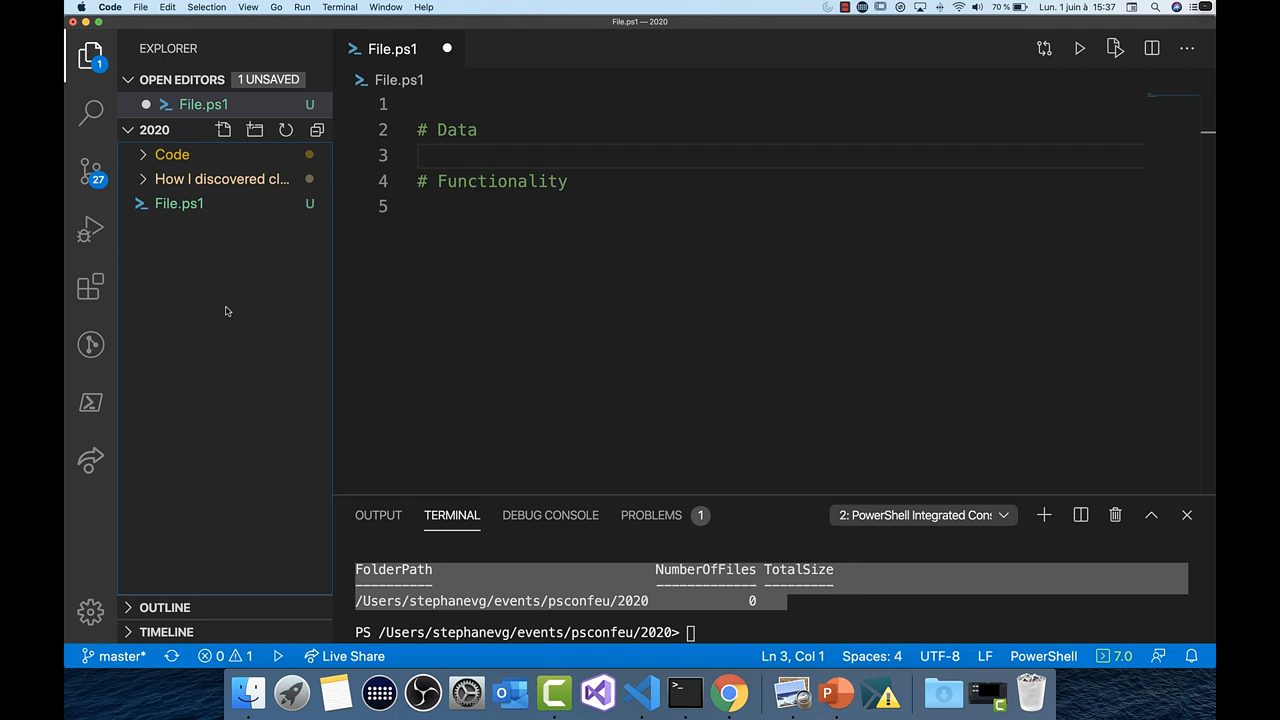 Code File Edit Selection View Go Run Terminal Window Help 70 % Lun. 1 juin à 15:37
File.ps1 — 2020
EXPLORER
File.ps1
OPEN EDITORS 1 UNSAVED
File.ps1
File.ps1 U
1
2020
2 # Data
Code
3
How I discovered cl...
4 # Functionality
File.ps1 U
5
1
27
OUTPUT TERMINAL DEBUG CONSOLE PROBLEMS 1 2: PowerShell Integrated Cons
FolderPath NumberOfFiles TotalSize
---------- ------------- ---------
/Users/stephanevg/events/psconfeu/2020 0
PS /Users/stephanevg/events/psconfeu/2020>
OUTLINE
TIMELINE
master* 0 1 Live Share Ln 3, Col 1 Spaces: 4 UTF-8 LF PowerShell 7.0